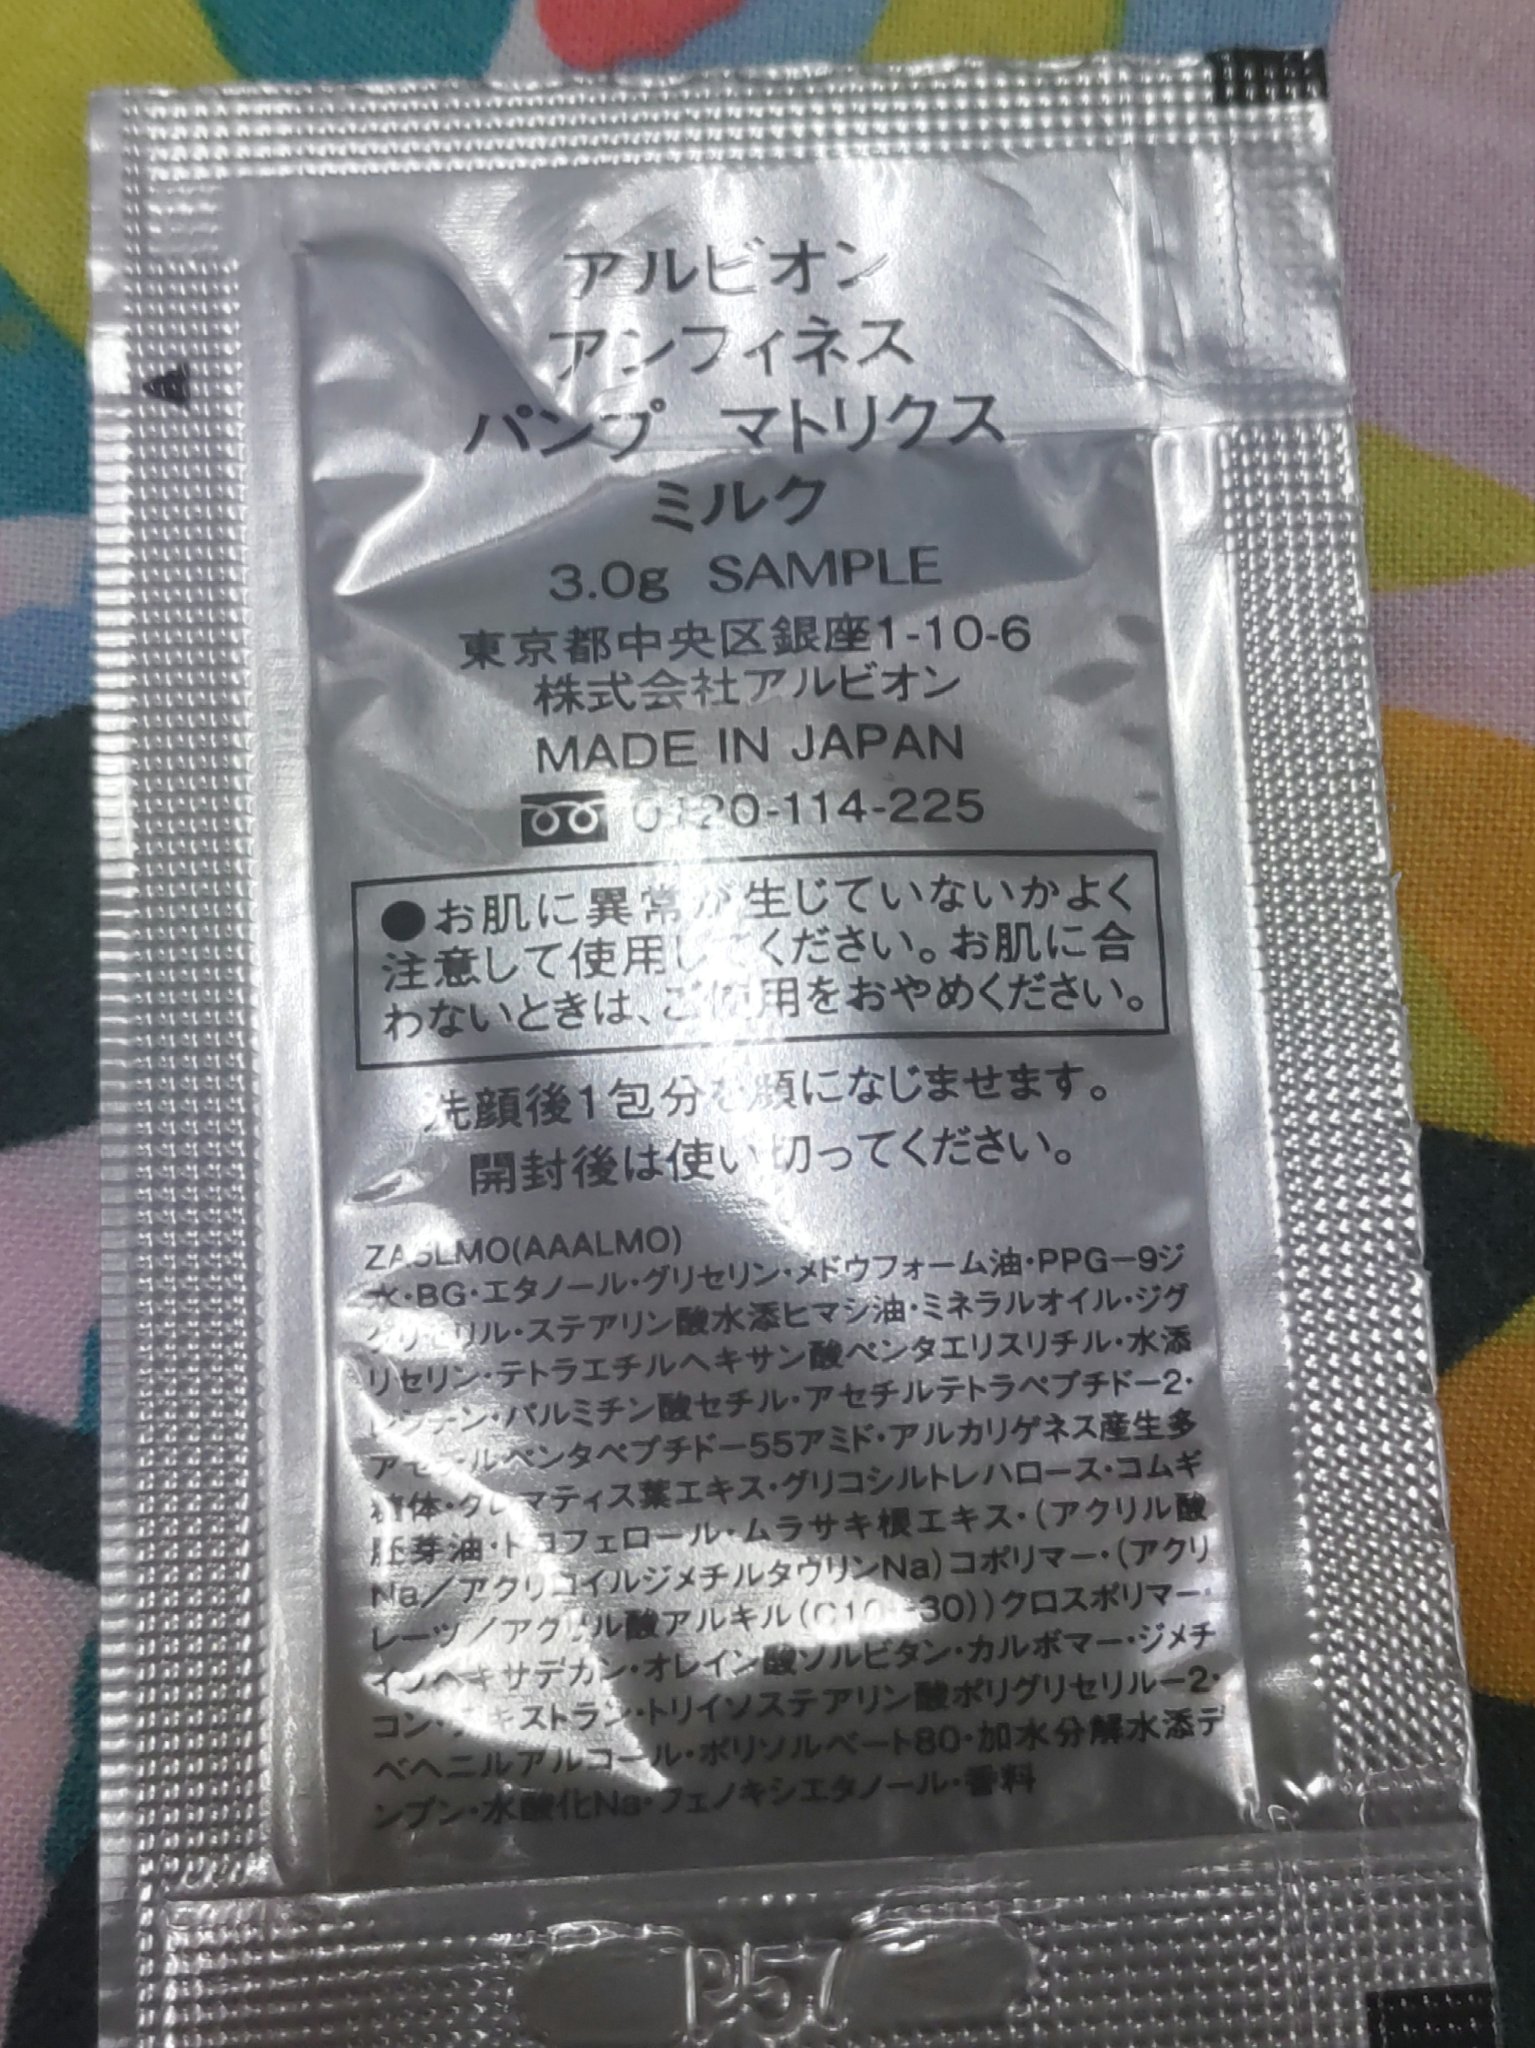 アルビオン
アンフィネス
パンプ マトリクス
ミルク
3.0g SAMPLE
東京都中央区銀座1-10-6
株式会社アルビオン
MADE IN JAPAN
0120-114-225
●お肌に異常が生じていないかよく
注意して使用してください。お肌に合
わないときは、ご使用をおやめください。
洗顔後1包分を顔になじませます。
開封後は使い切ってください。
ZASLMO(AAALMO)
水・BG・エタノール・グリセリン・メドウフォーム油・PPG-9ジ
グリセリル・ステアリン酸水添ヒマシ油・ミネラルオイル・ジグ
リセリン・テトラエチルヘキサン酸ペンタエリスリチル・水添
レシチン・パルミチン酸セチル・アセチルテトラペプチド-2・
アセチルペンタペプチド-55アミド・アルカリゲネス産生多
糖体・クレマティス葉エキス・グリコシルトレハロース・コムギ
胚芽油・トコフェロール・ムラサキ根エキス・(アクリル酸
Na/アクリロイルジメチルタウリンNa)コポリマー・(アクリ
レーツ/アクリル酸アルキル(C10-30))クロスポリマー・
イソヘキサデカン・オレイン酸ソルビタン・カルボマー・ジメチ
コン・デキストラン・トリイソステアリン酸ポリグリセリル-2・
ベヘニルアルコール・ポリソルベート80・加水分解水添デ
ンプン・水酸化Na・フェノキシエタノール・香料